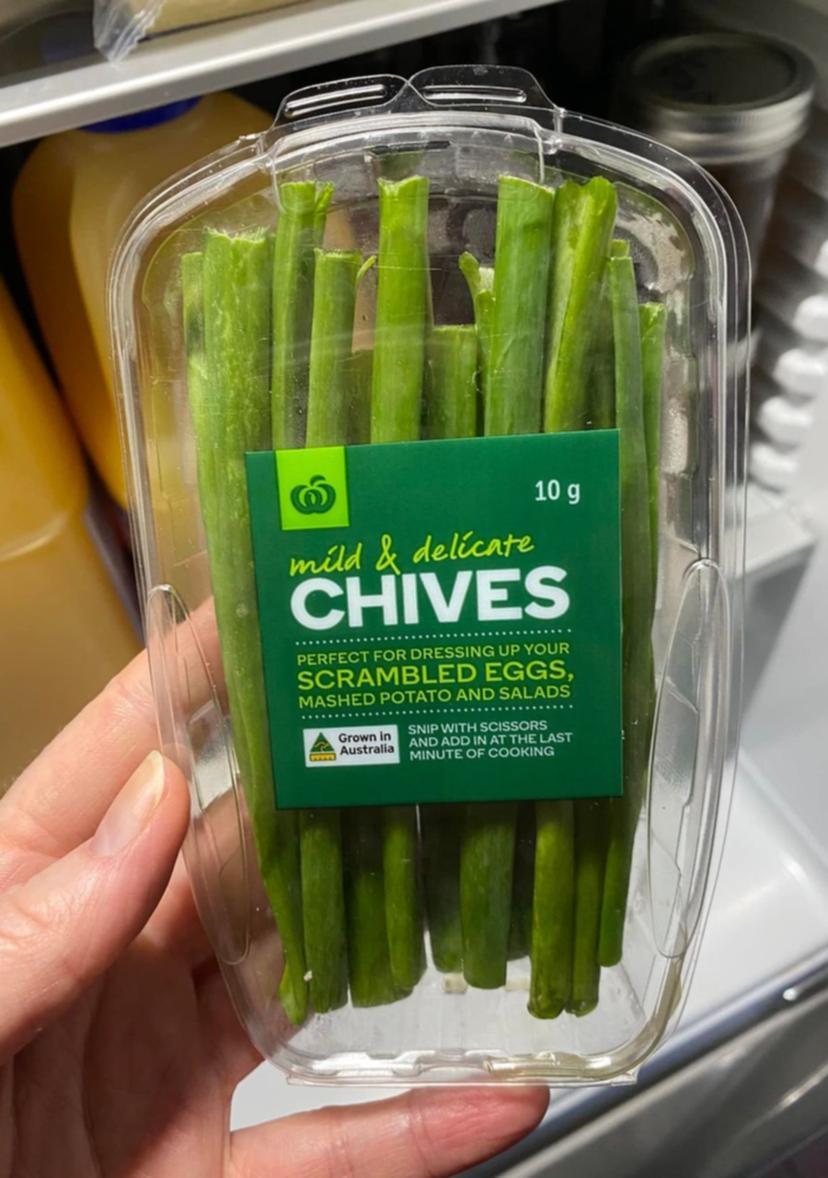 10 g
mild & delicate
CHIVES
PERFECT FOR DRESSING UP YOUR
SCRAMBLED EGGS,
MASHED POTATO AND SALADS
Grown in
Australia
SNIP WITH SCISSORS
AND ADD IN AT THE LAST
MINUTE OF COOKING